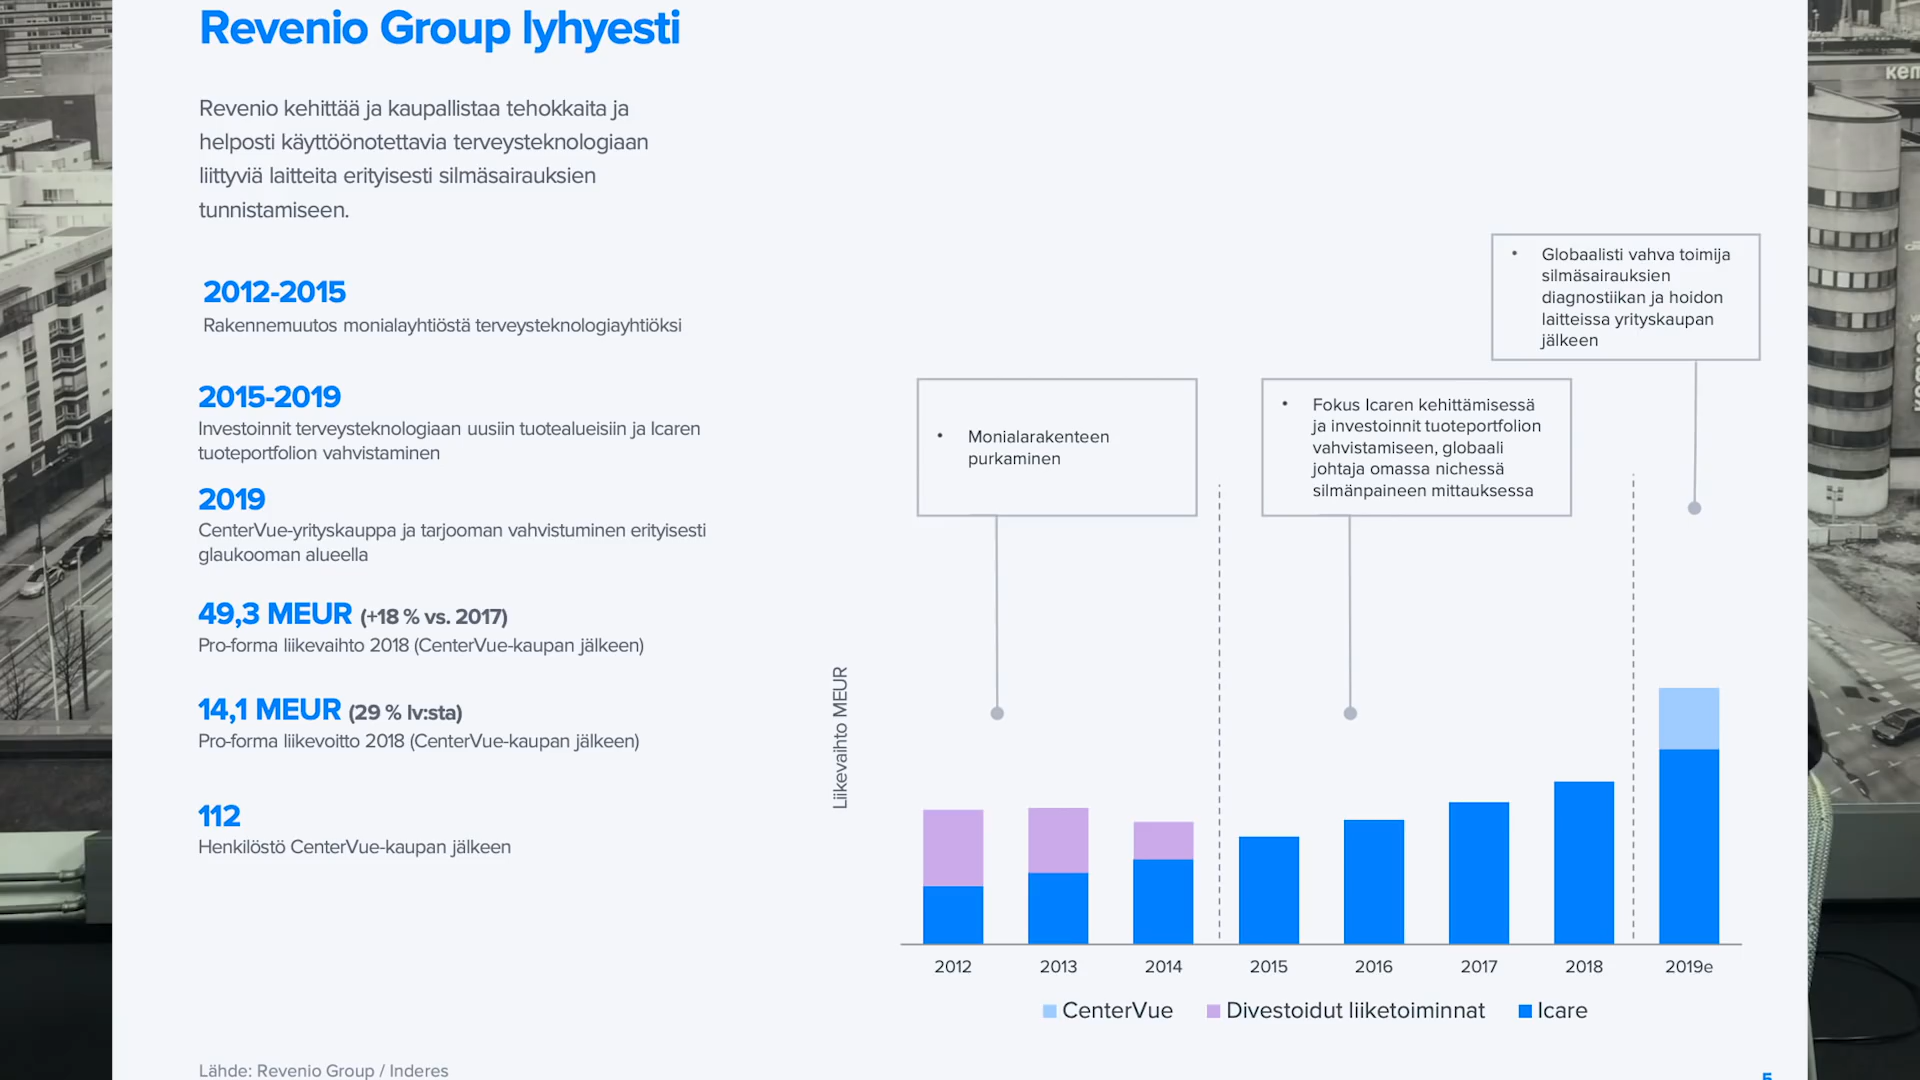 Revenio Group lyhyesti
Revenio kehittää ja kaupallistaa tehokkaita ja
helposti käyttöönotettavia terveysteknologiaan
liittyviä laitteita erityisesti silmäsairauksien
tunnistamiseen.
2012-2015
Rakennemuutos monialayhtiöstä terveysteknologiayhtiöksi
2015-2019
Investoinnit terveysteknologiaan uusiin tuotealueisiin ja Icaren
tuoteportfolion vahvistaminen
2019
CenterVue-yrityskauppa ja tarjooman vahvistuminen erityisesti
glaukooman alueella
49,3 MEUR (+18 % vs. 2017)
Pro-forma liikevaihto 2018 (CenterVue-kaupan jälkeen)
14,1 MEUR (29 % lv:sta)
Pro-forma liikevoitto 2018 (CenterVue-kaupan jälkeen)
112
Henkilöstö CenterVue-kaupan jälkeen
• Monialarakenteen
purkaminen
• Fokus Icaren kehittämisessä
ja investoinnit tuoteportfolion
vahvistamiseen, globaali
johtaja omassa nichessä
silmänpaineen mittauksessa
• Globaalisti vahva toimija
silmäsairauksien
diagnostiikan ja hoidon
laitteissa yrityskaupan
jälkeen
Liikevaihto MEUR
2012 2013 2014 2015 2016 2017 2018 2019e
CenterVue Divestoidut liiketoiminnat Icare
Lähde: Revenio Group / Inderes
5